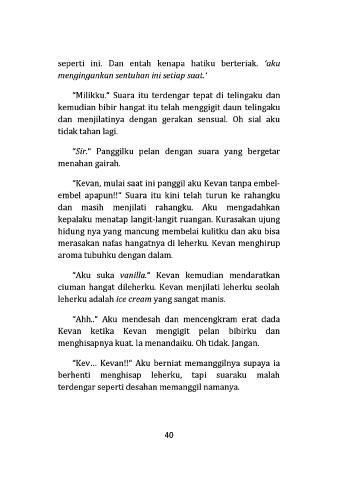 seperti ini. Dan entah kenapa hatiku berteriak. 'aku
mengingankan sentuhan ini setiap saat.'
"Milikku." Suara itu terdengar tepat di telingaku dan
kemudian bibir hangat itu telah menggigit daun telingaku
dan menjilatinya dengan gerakan sensual. Oh sial aku
tidak tahan lagi.
"Sir." Panggilku pelan dengan suara yang bergetar
menahan gairah.
"Kevan, mulai saat ini panggil aku Kevan tanpa embel-
embel apapun!!" Suara itu kini telah turun ke rahangku
dan masih menjilati rahangku. Aku mengadahkan
kepalaku menatap langit-langit ruangan. Kurasakan ujung
hidung nya yang mancung membelai kulitku dan aku bisa
merasakan nafas hangatnya di leherku. Kevan menghirup
aroma tubuhku dengan dalam.
"Aku suka vanilla." Kevan kemudian mendaratkan
ciuman hangat dileherku. Kevan menjilati leherku seolah
leherku adalah ice cream yang sangat manis.
"Ahh.." Aku mendesah dan mencengkram erat dada
Kevan ketika Kevan mengigit pelan bibirku dan
menghisapnya kuat. Ia menandaiku. Oh tidak. Jangan.
"Kev... Kevan!!" Aku berniat memanggilnya supaya ia
berhenti menghisap leherku, tapi suaraku malah
terdengar seperti desahan memanggil namanya.
40